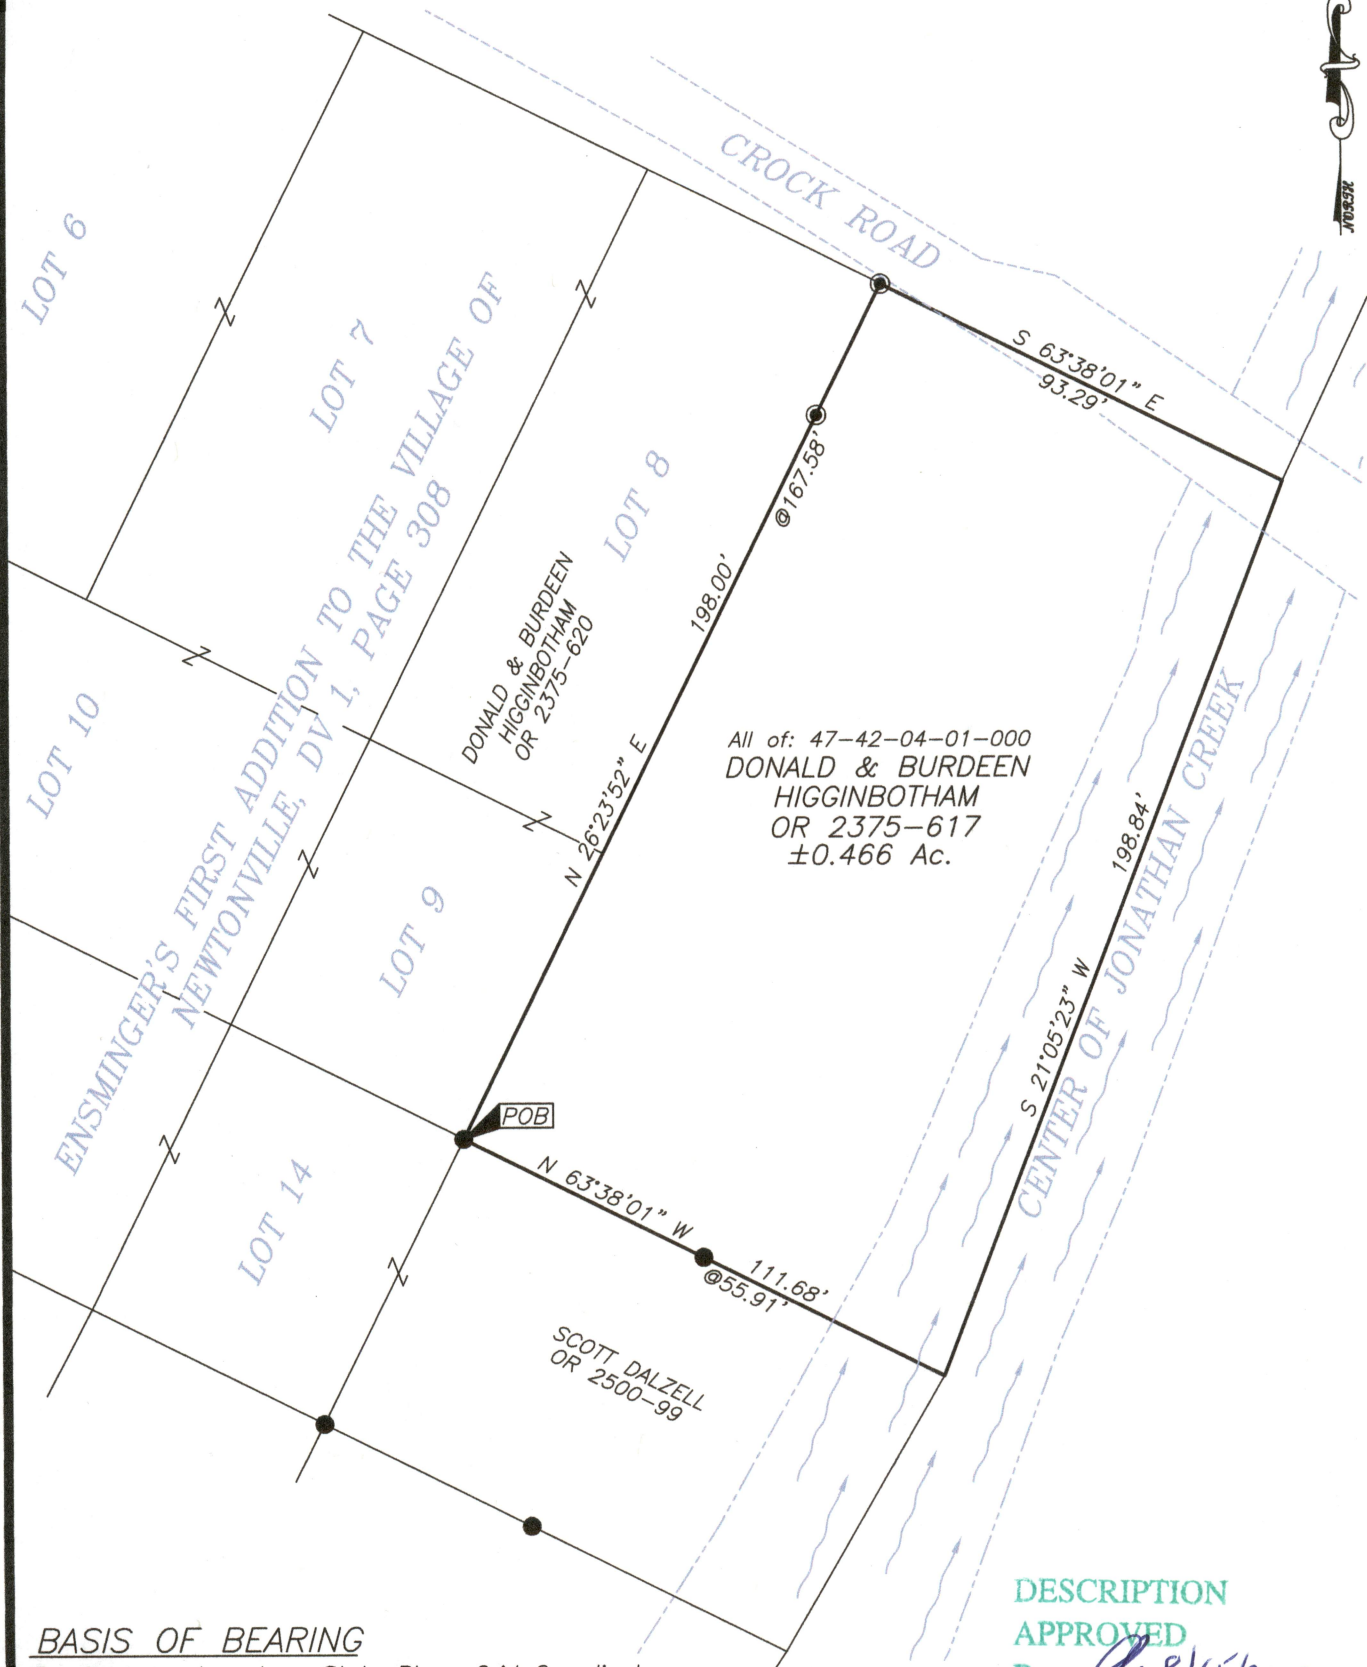 NORTH
CROCK ROAD
LOT 6
LOT 7
LOT 8
S 63°38'01" E
93.29'
@167.58'
198.00'
N 26°23'52" E
DONALD & BURDEEN
HIGGINBOTHAM
OR 2375-620
ENSMINGER'S FIRST ADDITION TO THE VILLAGE OF
NEWTONVILLE, DV 1, PAGE 308
LOT 10
LOT 9
All of: 47-42-04-01-000
DONALD & BURDEEN
HIGGINBOTHAM
OR 2375-617
±0.466 Ac.
198.84'
S 21°05'23" W
CENTER OF JONATHAN CREEK
POB
LOT 14
N 63°38'01" W
111.68'
@55.91'
SCOTT DALZELL
OR 2500-99
BASIS OF BEARING
DESCRIPTION
APPROVED